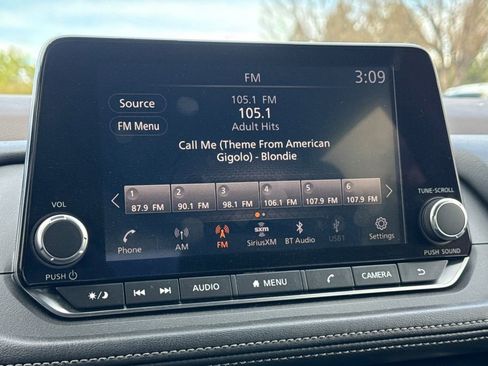 FM
3:09
Source
105.1 FM
105.1
Adult Hits
FM Menu
Call Me (Theme From American
Gigolo) - Blondie
1 2 3 4 5 6
87.9 FM 90.1 FM 98.1 FM 106.1 FM 107.9 FM 107.9 FM
Phone AM FM sxm SiriusXM BT Audio USB1 Settings
VOL
PUSH
TUNE-SCROLL
PUSH SOUND
AUDIO MENU CAMERA